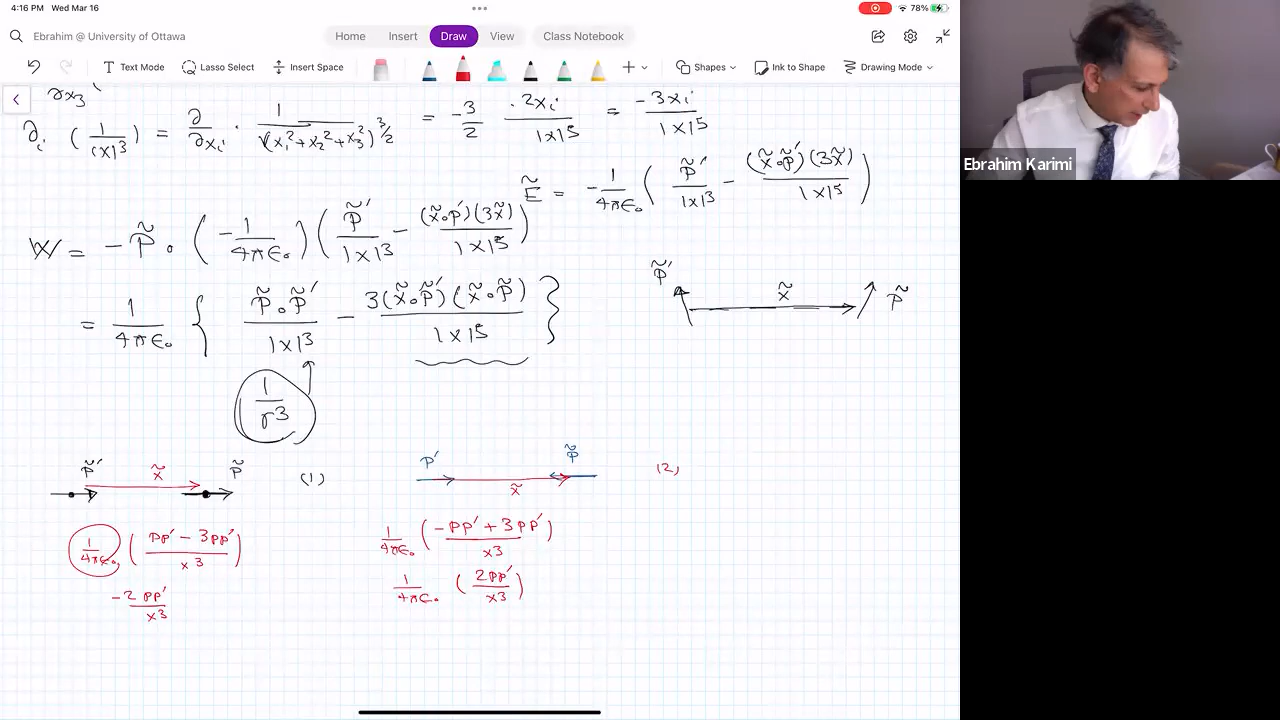 4:16 PM Wed Mar 16
78%
Ebrahim @ University of Ottawa
Home Insert Draw View Class Notebook
Text Mode Lasso Select Insert Space Shapes Ink to Shape Drawing Mode
∂x₃
∂ᵢ (1/|x|³) = ∂/∂xᵢ · 1/(√(x₁²+x₂²+x₃²)^3/2 = -3/2 · 2xᵢ/|x|⁵ = -3xᵢ/|x|⁵
Ẽ = -1/4πϵ₀ ( p̃'/|x|³ - (x̃∘p̃')(3x̃)/|x|⁵ )
W = - p̃ ∘ (-1/4πϵ₀) ( p̃'/|x|³ - (x̃∘p')(3x̃)/|x|⁵ )
= 1/4πϵ₀ { p̃∘p̃'/|x|³ - 3(x̃∘p̃')(x̃∘p̃)/|x|⁵ }
p̃' x̃ p̃
1/r³
p̃' x̃ p̃ (1)
p' x̃ p̃ (2)
1/4πϵ₀ ( pp' - 3pp' / x³ )
-2pp'/x³
1/4πϵ₀ ( -pp' + 3pp' / x³ )
1/4πϵ₀ ( 2pp'/x³ )
Ebrahim Karimi